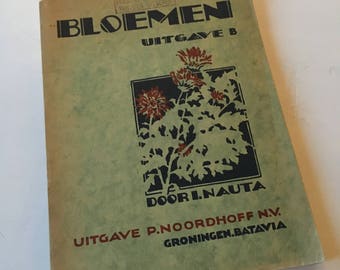 BLOEMEN
UITGAVE B
DOOR I. NAUTA
UITGAVE P. NOORDHOFF N.V.
GRONINGEN. BATAVIA